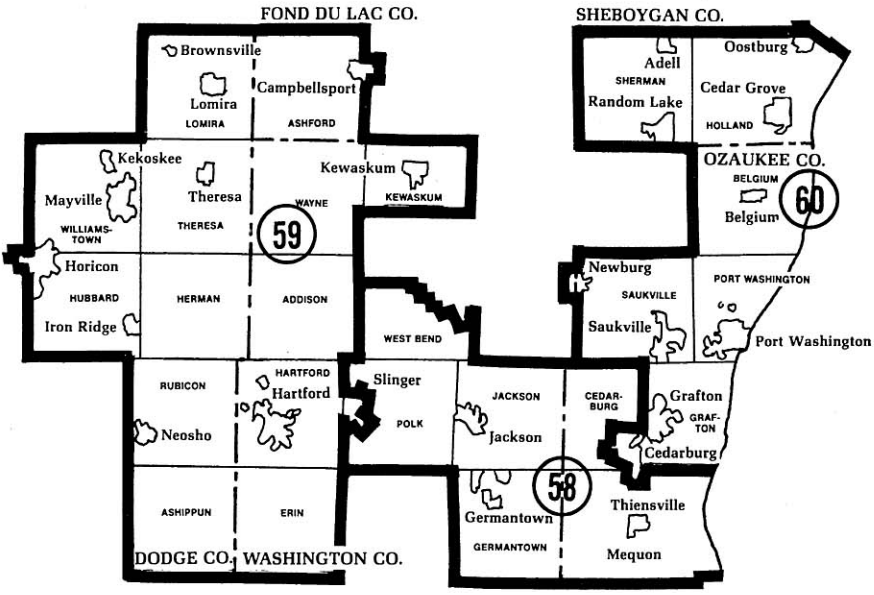 FOND DU LAC CO.
SHEBOYGAN CO.
Brownsville
Campbellsport
Lomira
LOMIRA
ASHFORD
Oostburg
Adell
SHERMAN
Cedar Grove
Random Lake
HOLLAND
OZAUKEE CO.
Kekoskee
Kewaskum
Mayville
Theresa
WAYNE
KEWASKUM
WILLIAMS-
TOWN
THERESA
59
BELGIUM
Belgium
60
Horicon
HUBBARD
HERMAN
ADDISON
Iron Ridge
Newburg
SAUKVILLE
PORT WASHINGTON
Saukville
Port Washington
WEST BEND
RUBICON
HARTFORD
Hartford
Slinger
POLK
JACKSON
Jackson
CEDAR-
BURG
Grafton
GRAF-
TON
Cedarburg
Neosho
ASHIPPUN
ERIN
58
Germantown
GERMANTOWN
Thiensville
Mequon
DODGE CO.
WASHINGTON CO.